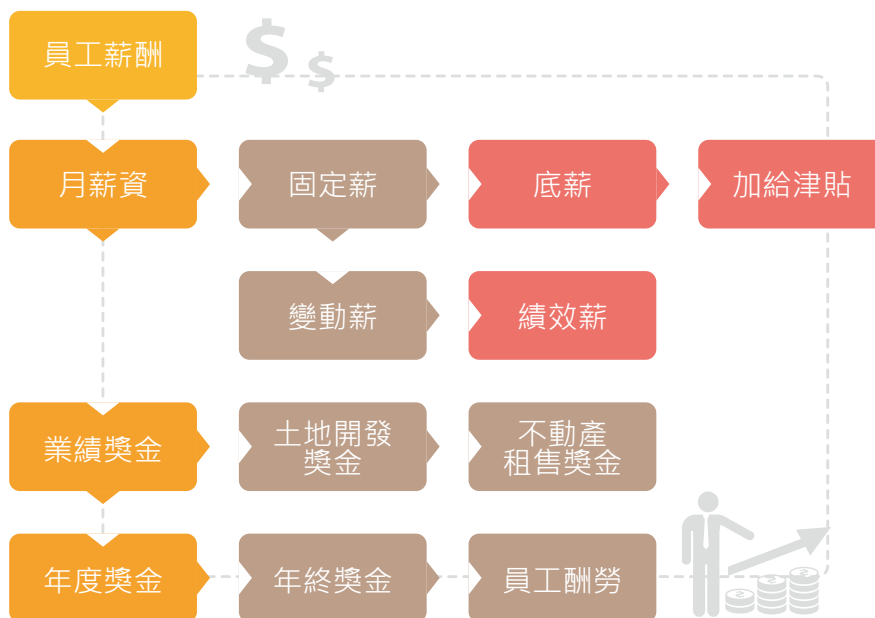 員工薪酬
月薪資
固定薪
底薪
加給津貼
變動薪
績效薪
業績獎金
土地開發
獎金
不動產
租售獎金
年度獎金
年終獎金
員工酬勞